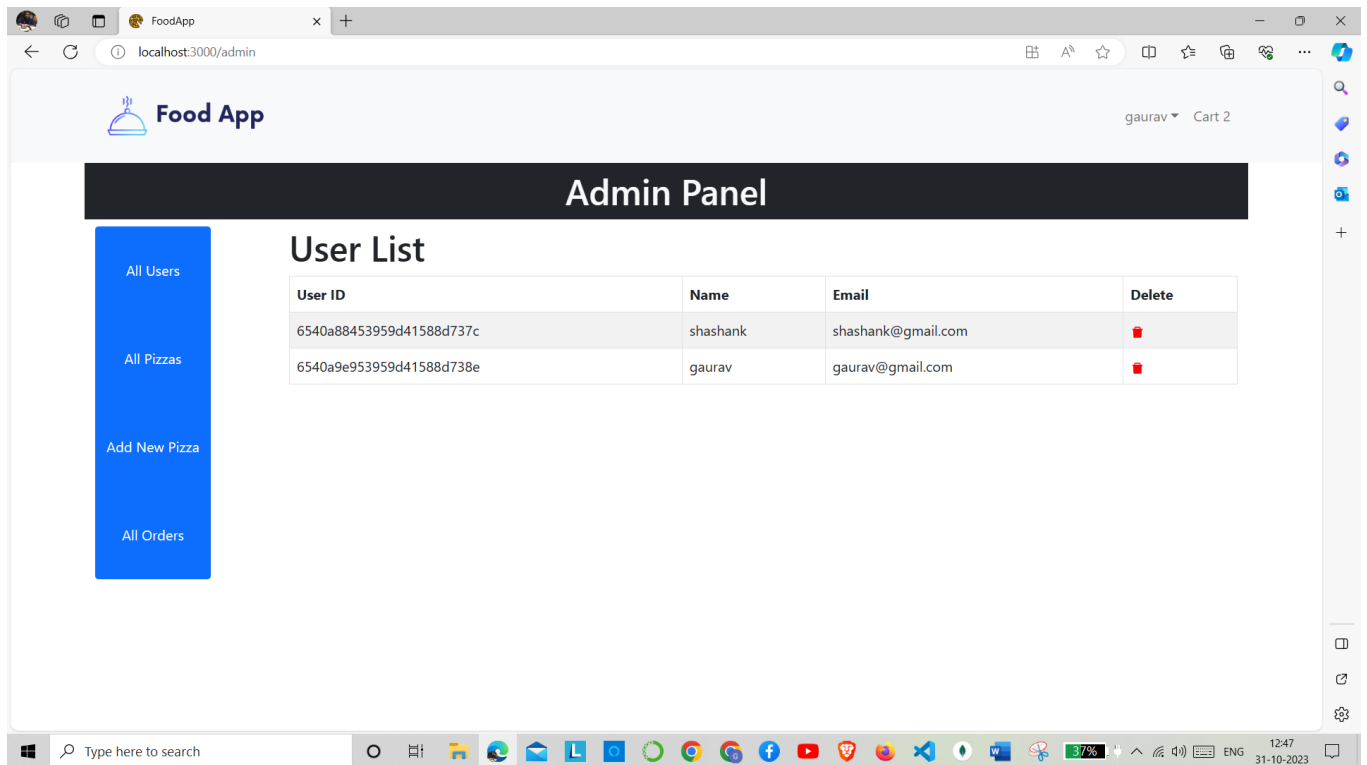 FoodApp
localhost:3000/admin
Food App
gaurav Cart 2
Admin Panel
All Users
All Pizzas
Add New Pizza
All Orders
User List
User ID Name Email Delete
6540a88453959d41588d737c shashank shashank@gmail.com
6540a9e953959d41588d738e gaurav gaurav@gmail.com
Type here to search
37%
ENG
12:47
31-10-2023